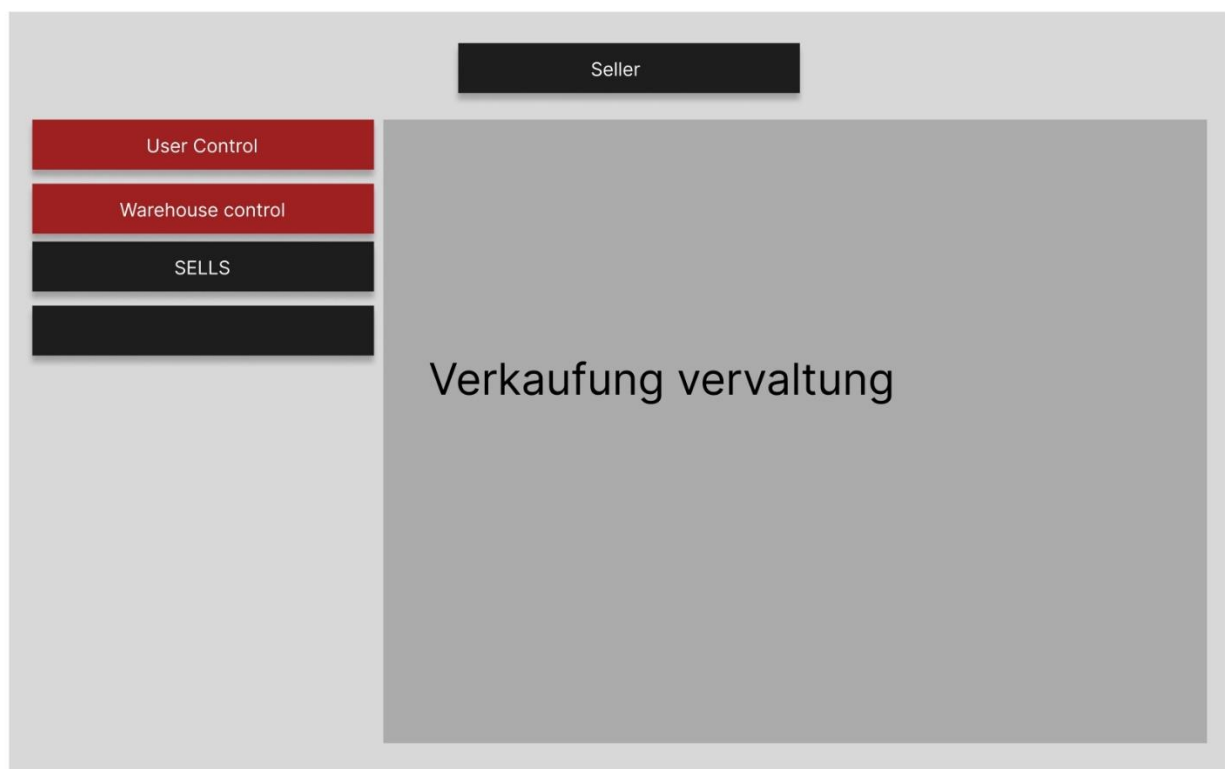 Seller
User Control
Warehouse control
SELLS
Verkaufung vervaltung